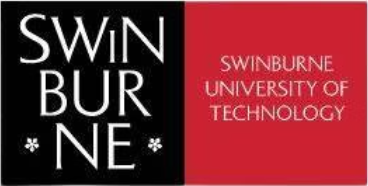 SWIN
BUR
* NE *
SWINBURNE
UNIVERSITY OF
TECHNOLOGY